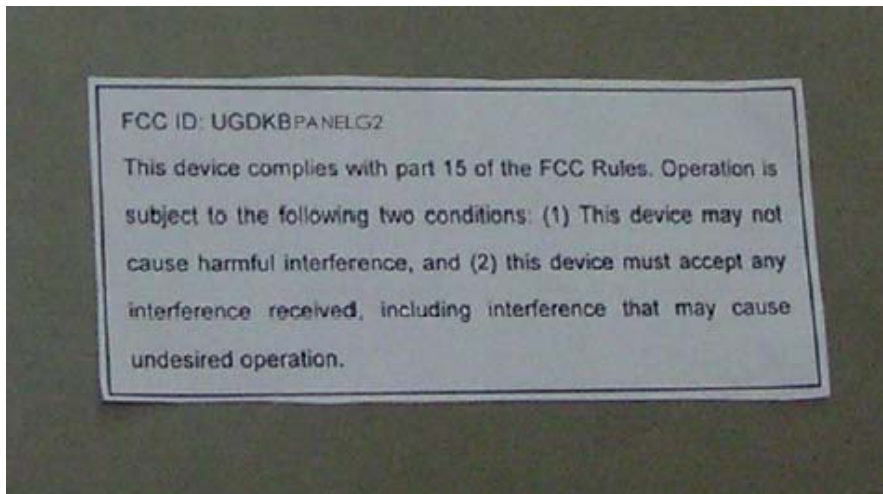 FCC ID: UGDKBPANELG2
This device complies with part 15 of the FCC Rules. Operation is
subject to the following two conditions: (1) This device may not
cause harmful interference, and (2) this device must accept any
interference received, including interference that may cause
undesired operation.